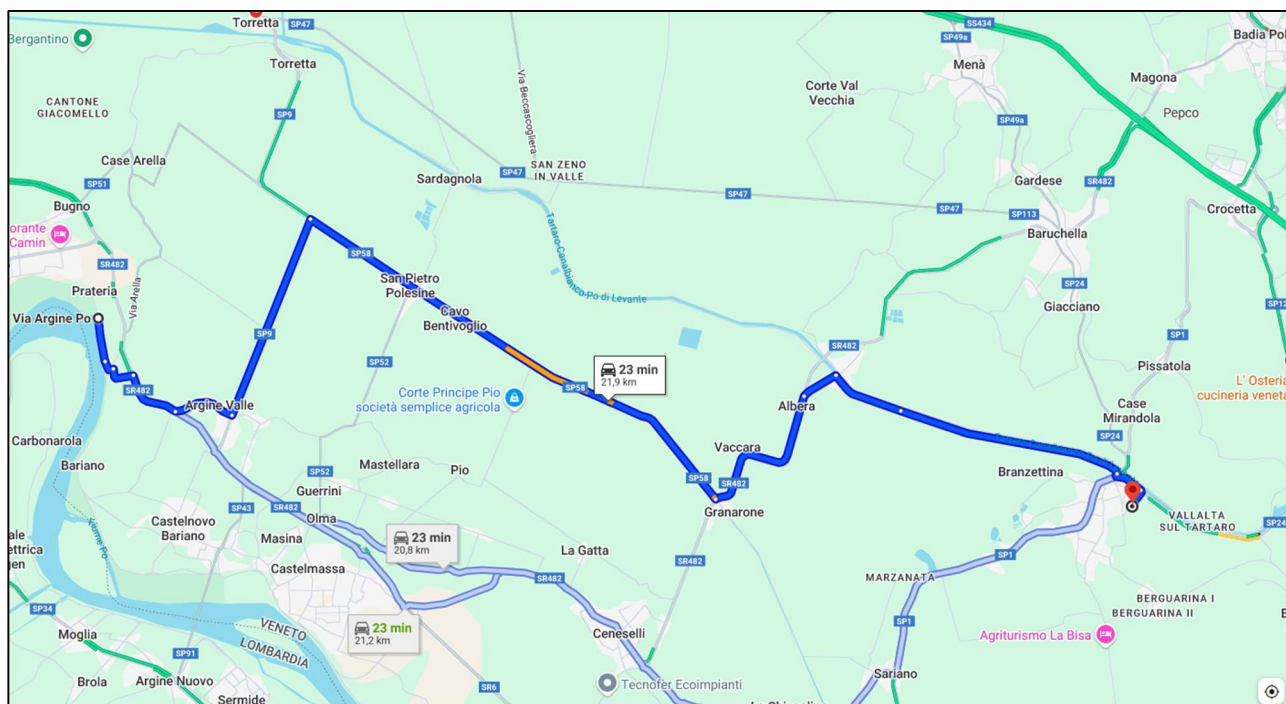 Torretta
SP47
SS434
SP49a
Badia Pol
Bergantino
Torretta
Menà
Magona
Corte Val
Vecchia
Pepco
CANTONE
GIACOMELLO
SP9
Via Beccascogliera
SP49a
Case Arella
SAN ZENO
IN VALLE
SP47
Sardagnola
SP51
Gardese
SR482
SP47
SP47
SP113
Bugno
Crocetta
orante
Camin
Baruchella
SP58
Tartaro-Canalbianco-Po di Levante
SR482
San Pietro
Polesine
Prateria
Via Arella
SP24
Giacciano
SP12
Via Argine Po
Cavo
Bentivoglio
SP9
SP1
SR482
SP52
23 min
21,9 km
Pissatola
SP58
SR482
Corte Principe Pio
società semplice agricola
L' Osteria
cucineria veneta
Argine Valle
Albera
Case
Mirandola
Carbonarola
SP24
Bariano
Vaccara
Mastellara
Pio
SP52
Branzettina
SP58
SR482
Guerrini
SP43
SR482
Granarone
Castelnovo
Bariano
Olma
VALLALTA
SUL TARTARO
SP24
Fiume Po
Masina
23 min
20,8 km
La Gatta
SP1
Castelmassa
SR482
SR482
MARZANATA
BERGUARINA I
BERGUARINA II
SP34
SP1
23 min
21,2 km
Moglia
VENETO
Ceneselli
Agriturismo La Bisa
LOMBARDIA
SP91
Sariano
Brola
Argine Nuovo
SR6
Tecnofer Ecoimpianti
Sermide